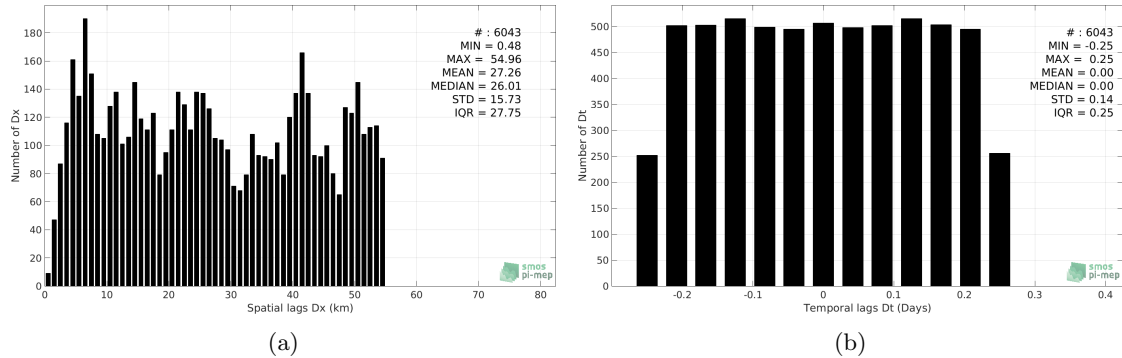 180
160
140
120
100
80
60
40
20
0
Number of Dx
# : 6043
MIN = 0.48
MAX = 54.96
MEAN = 27.26
MEDIAN = 26.01
STD = 15.73
IQR = 27.75
smos
pi-mep
0 10 20 30 40 50 60 70 80
Spatial lags Dx (km)
(a)
500
450
400
350
300
250
200
150
100
50
0
Number of Dt
# : 6043
MIN = -0.25
MAX = 0.25
MEAN = 0.00
MEDIAN = 0.00
STD = 0.14
IQR = 0.25
smos
pi-mep
-0.2 -0.1 0 0.1 0.2 0.3 0.4
Temporal lags Dt (Days)
(b)